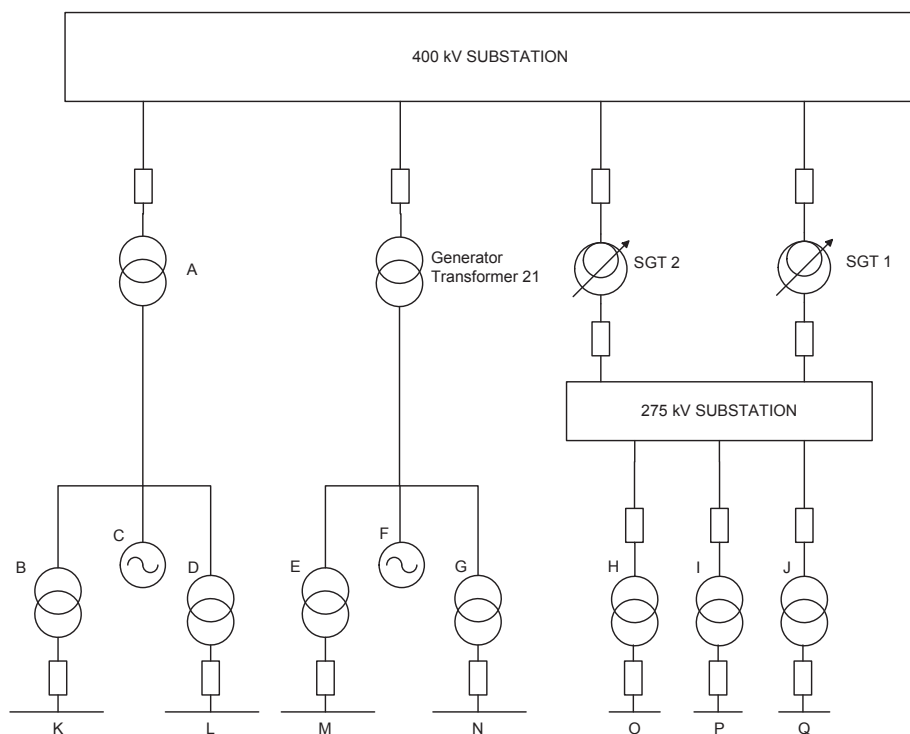 400 kV SUBSTATION
A
Generator
Transformer 21
SGT 2
SGT 1
275 kV SUBSTATION
B
C
D
E
F
G
H
I
J
K
L
M
N
O
P
Q